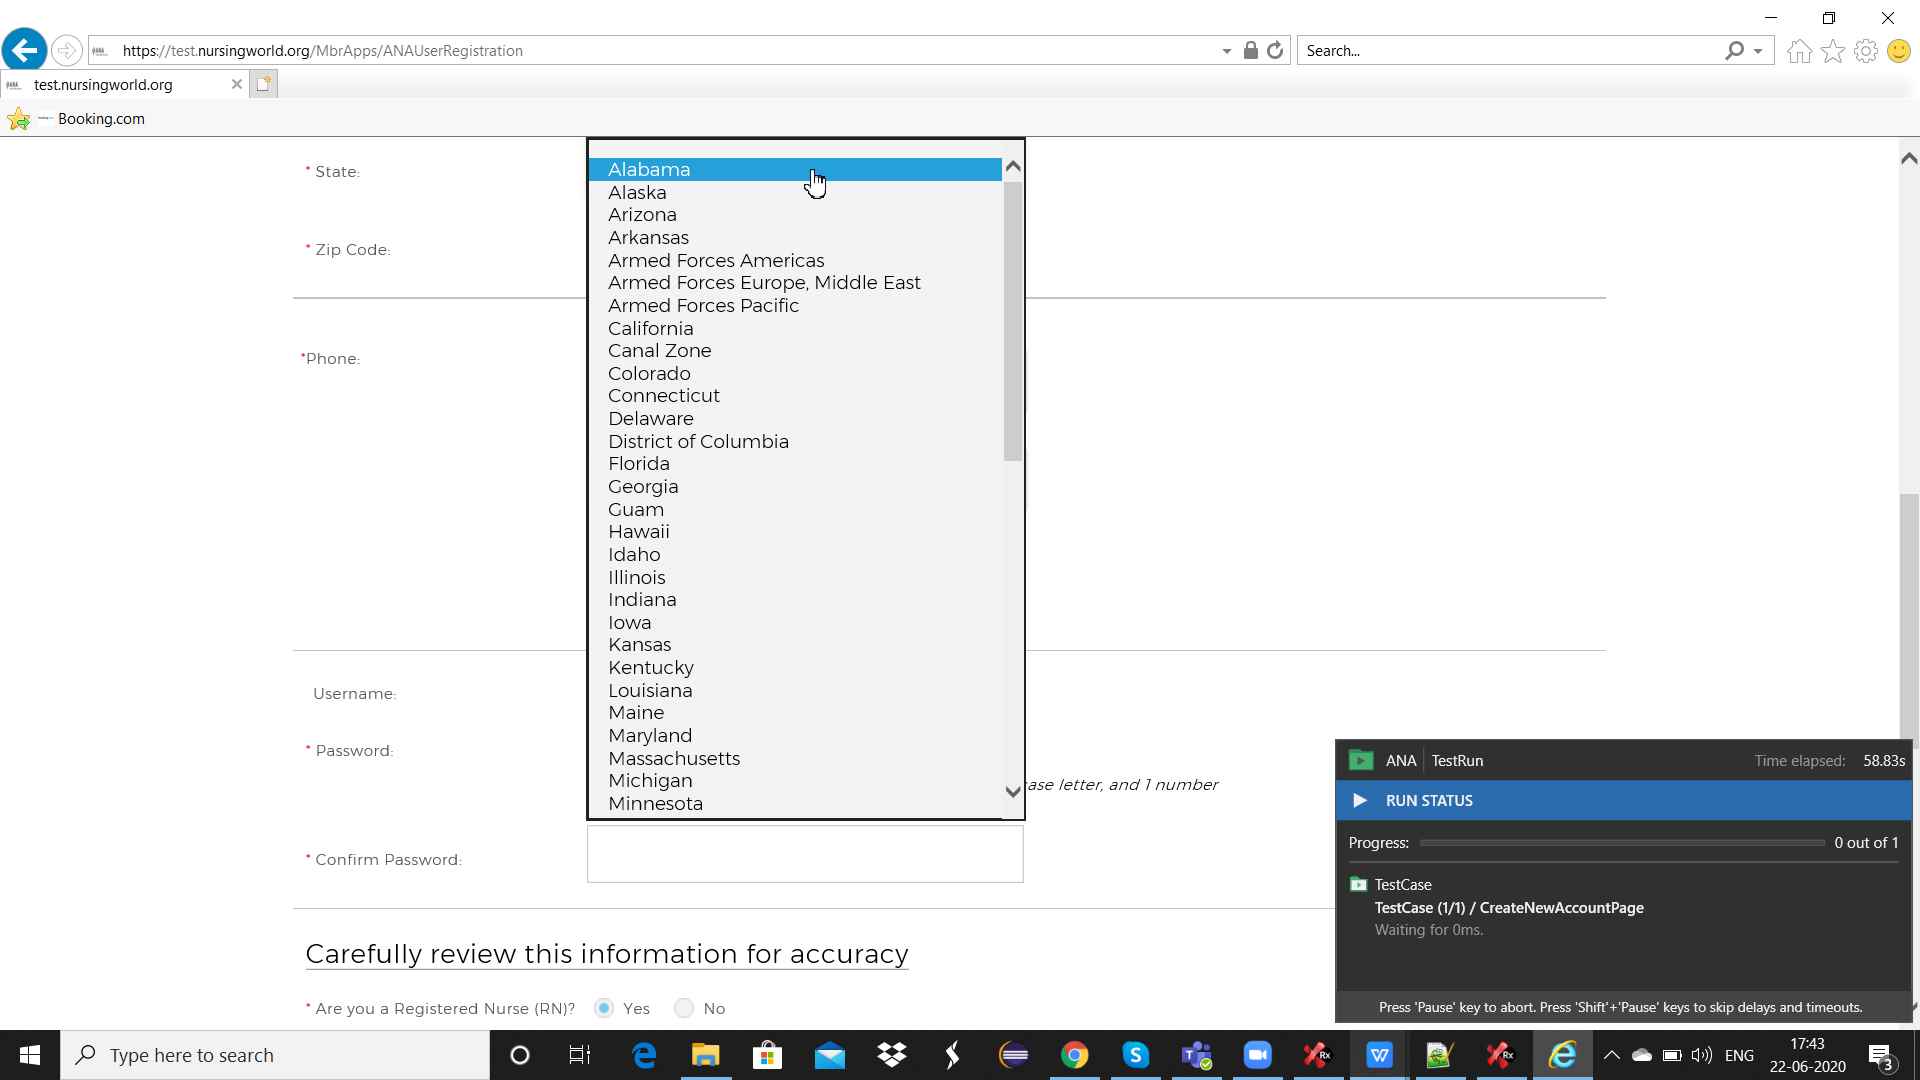 https://test.nursingworld.org/MbrApps/ANAUserRegistration
Search...
test.nursingworld.org
Booking.com
* State:
Alabama
Alaska
Arizona
Arkansas
* Zip Code:
Armed Forces Americas
Armed Forces Europe, Middle East
Armed Forces Pacific
California
Canal Zone
*Phone:
Colorado
Connecticut
Delaware
District of Columbia
Florida
Georgia
Guam
Hawaii
Idaho
Illinois
Indiana
Iowa
Kansas
Kentucky
Louisiana
Username:
Maine
Maryland
* Password:
Massachusetts
Michigan
Minnesota
ase letter, and 1 number
* Confirm Password:
Carefully review this information for accuracy
* Are you a Registered Nurse (RN)? Yes No
ANA TestRun Time elapsed: 58.83s
RUN STATUS
Progress: 0 out of 1
TestCase
TestCase (1/1) / CreateNewAccountPage
Waiting for 0ms.
Press 'Pause' key to abort. Press 'Shift'+'Pause' keys to skip delays and timeouts.
Type here to search
ENG
17:43
22-06-2020
3